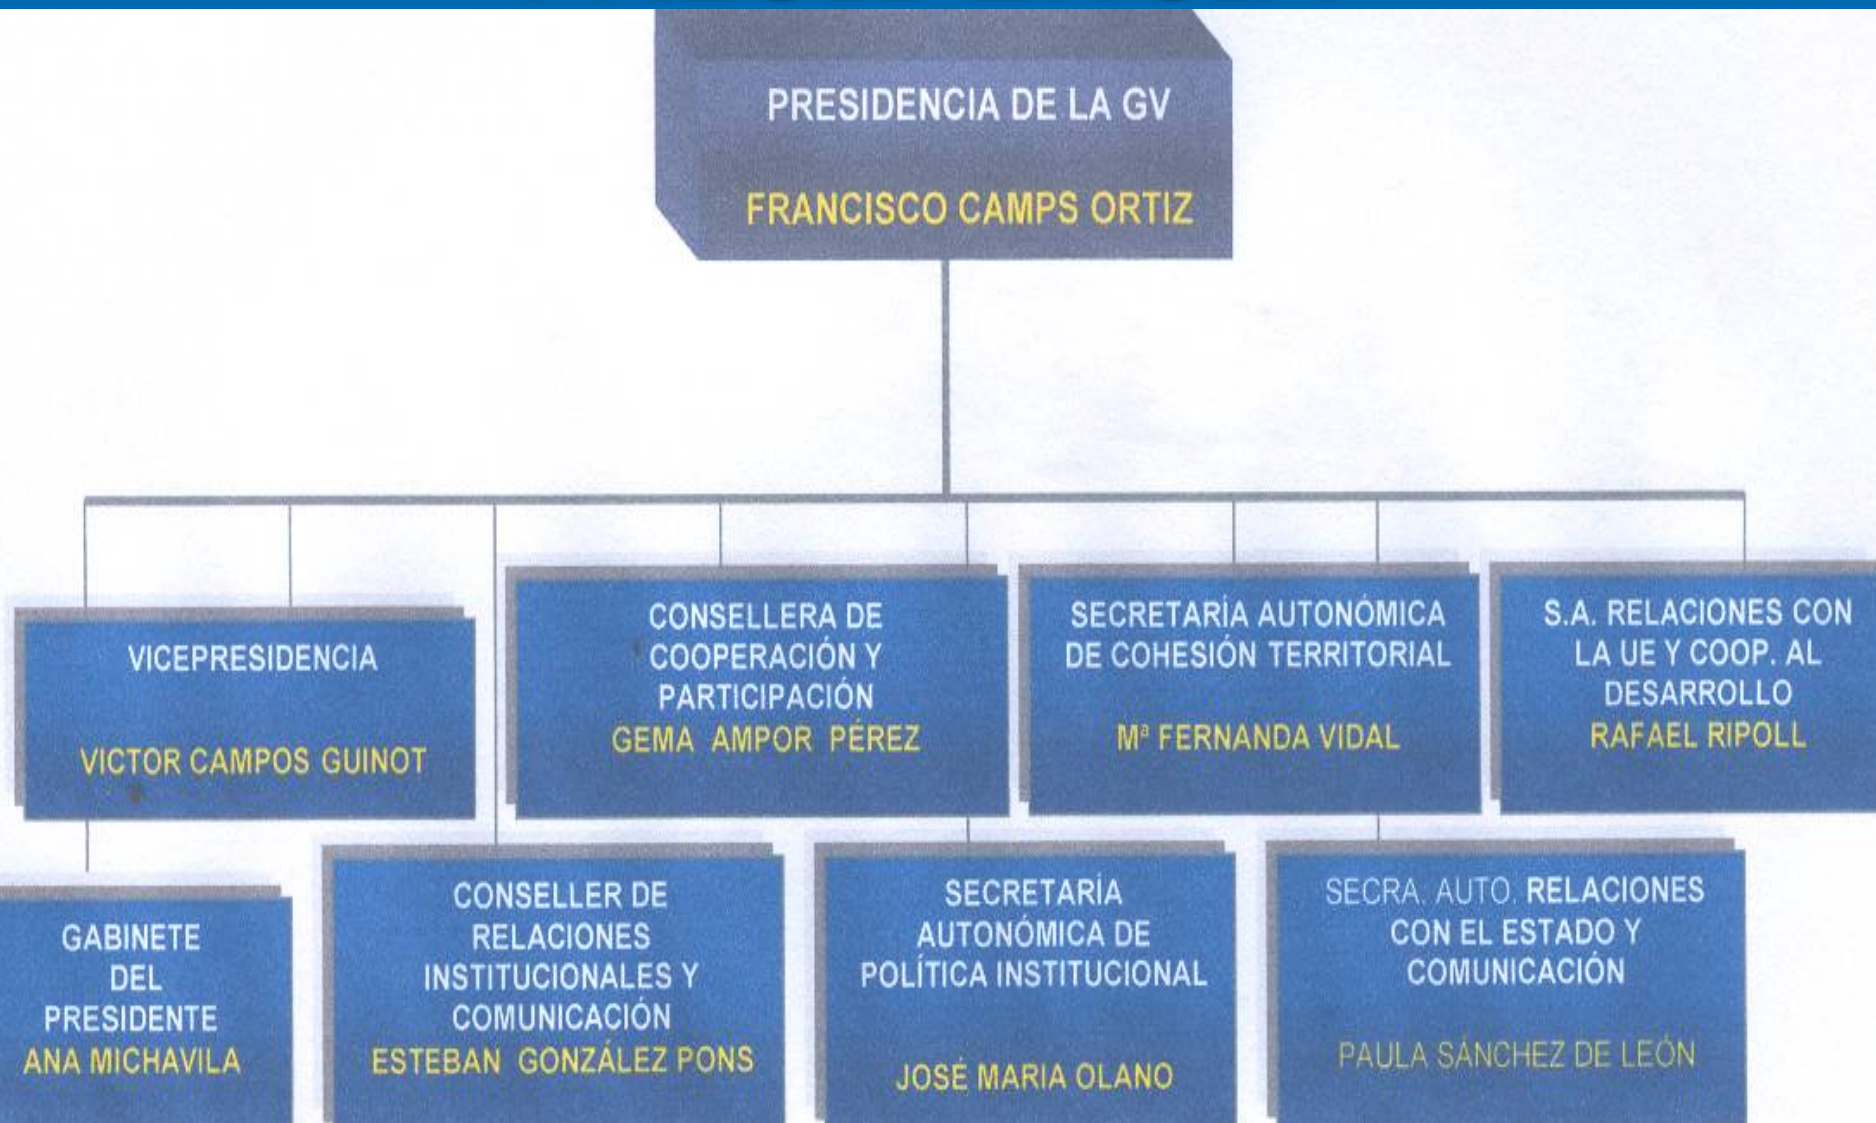 PRESIDENCIA DE LA GV
FRANCISCO CAMPS ORTIZ
VICEPRESIDENCIA
VICTOR CAMPOS GUINOT
CONSELLERA DE
COOPERACIÓN Y
PARTICIPACIÓN
GEMA AMPOR PÉREZ
SECRETARÍA AUTONÓMICA
DE COHESIÓN TERRITORIAL
Mª FERNANDA VIDAL
S.A. RELACIONES CON
LA UE Y COOP. AL
DESARROLLO
RAFAEL RIPOLL
GABINETE
DEL
PRESIDENTE
ANA MICHAVILA
CONSELLER DE
RELACIONES
INSTITUCIONALES Y
COMUNICACIÓN
ESTEBAN GONZÁLEZ PONS
SECRETARÍA
AUTONÓMICA DE
POLÍTICA INSTITUCIONAL
JOSÉ MARIA OLANO
SECRA. AUTO. RELACIONES
CON EL ESTADO Y
COMUNICACIÓN
PAULA SÁNCHEZ DE LEÓN